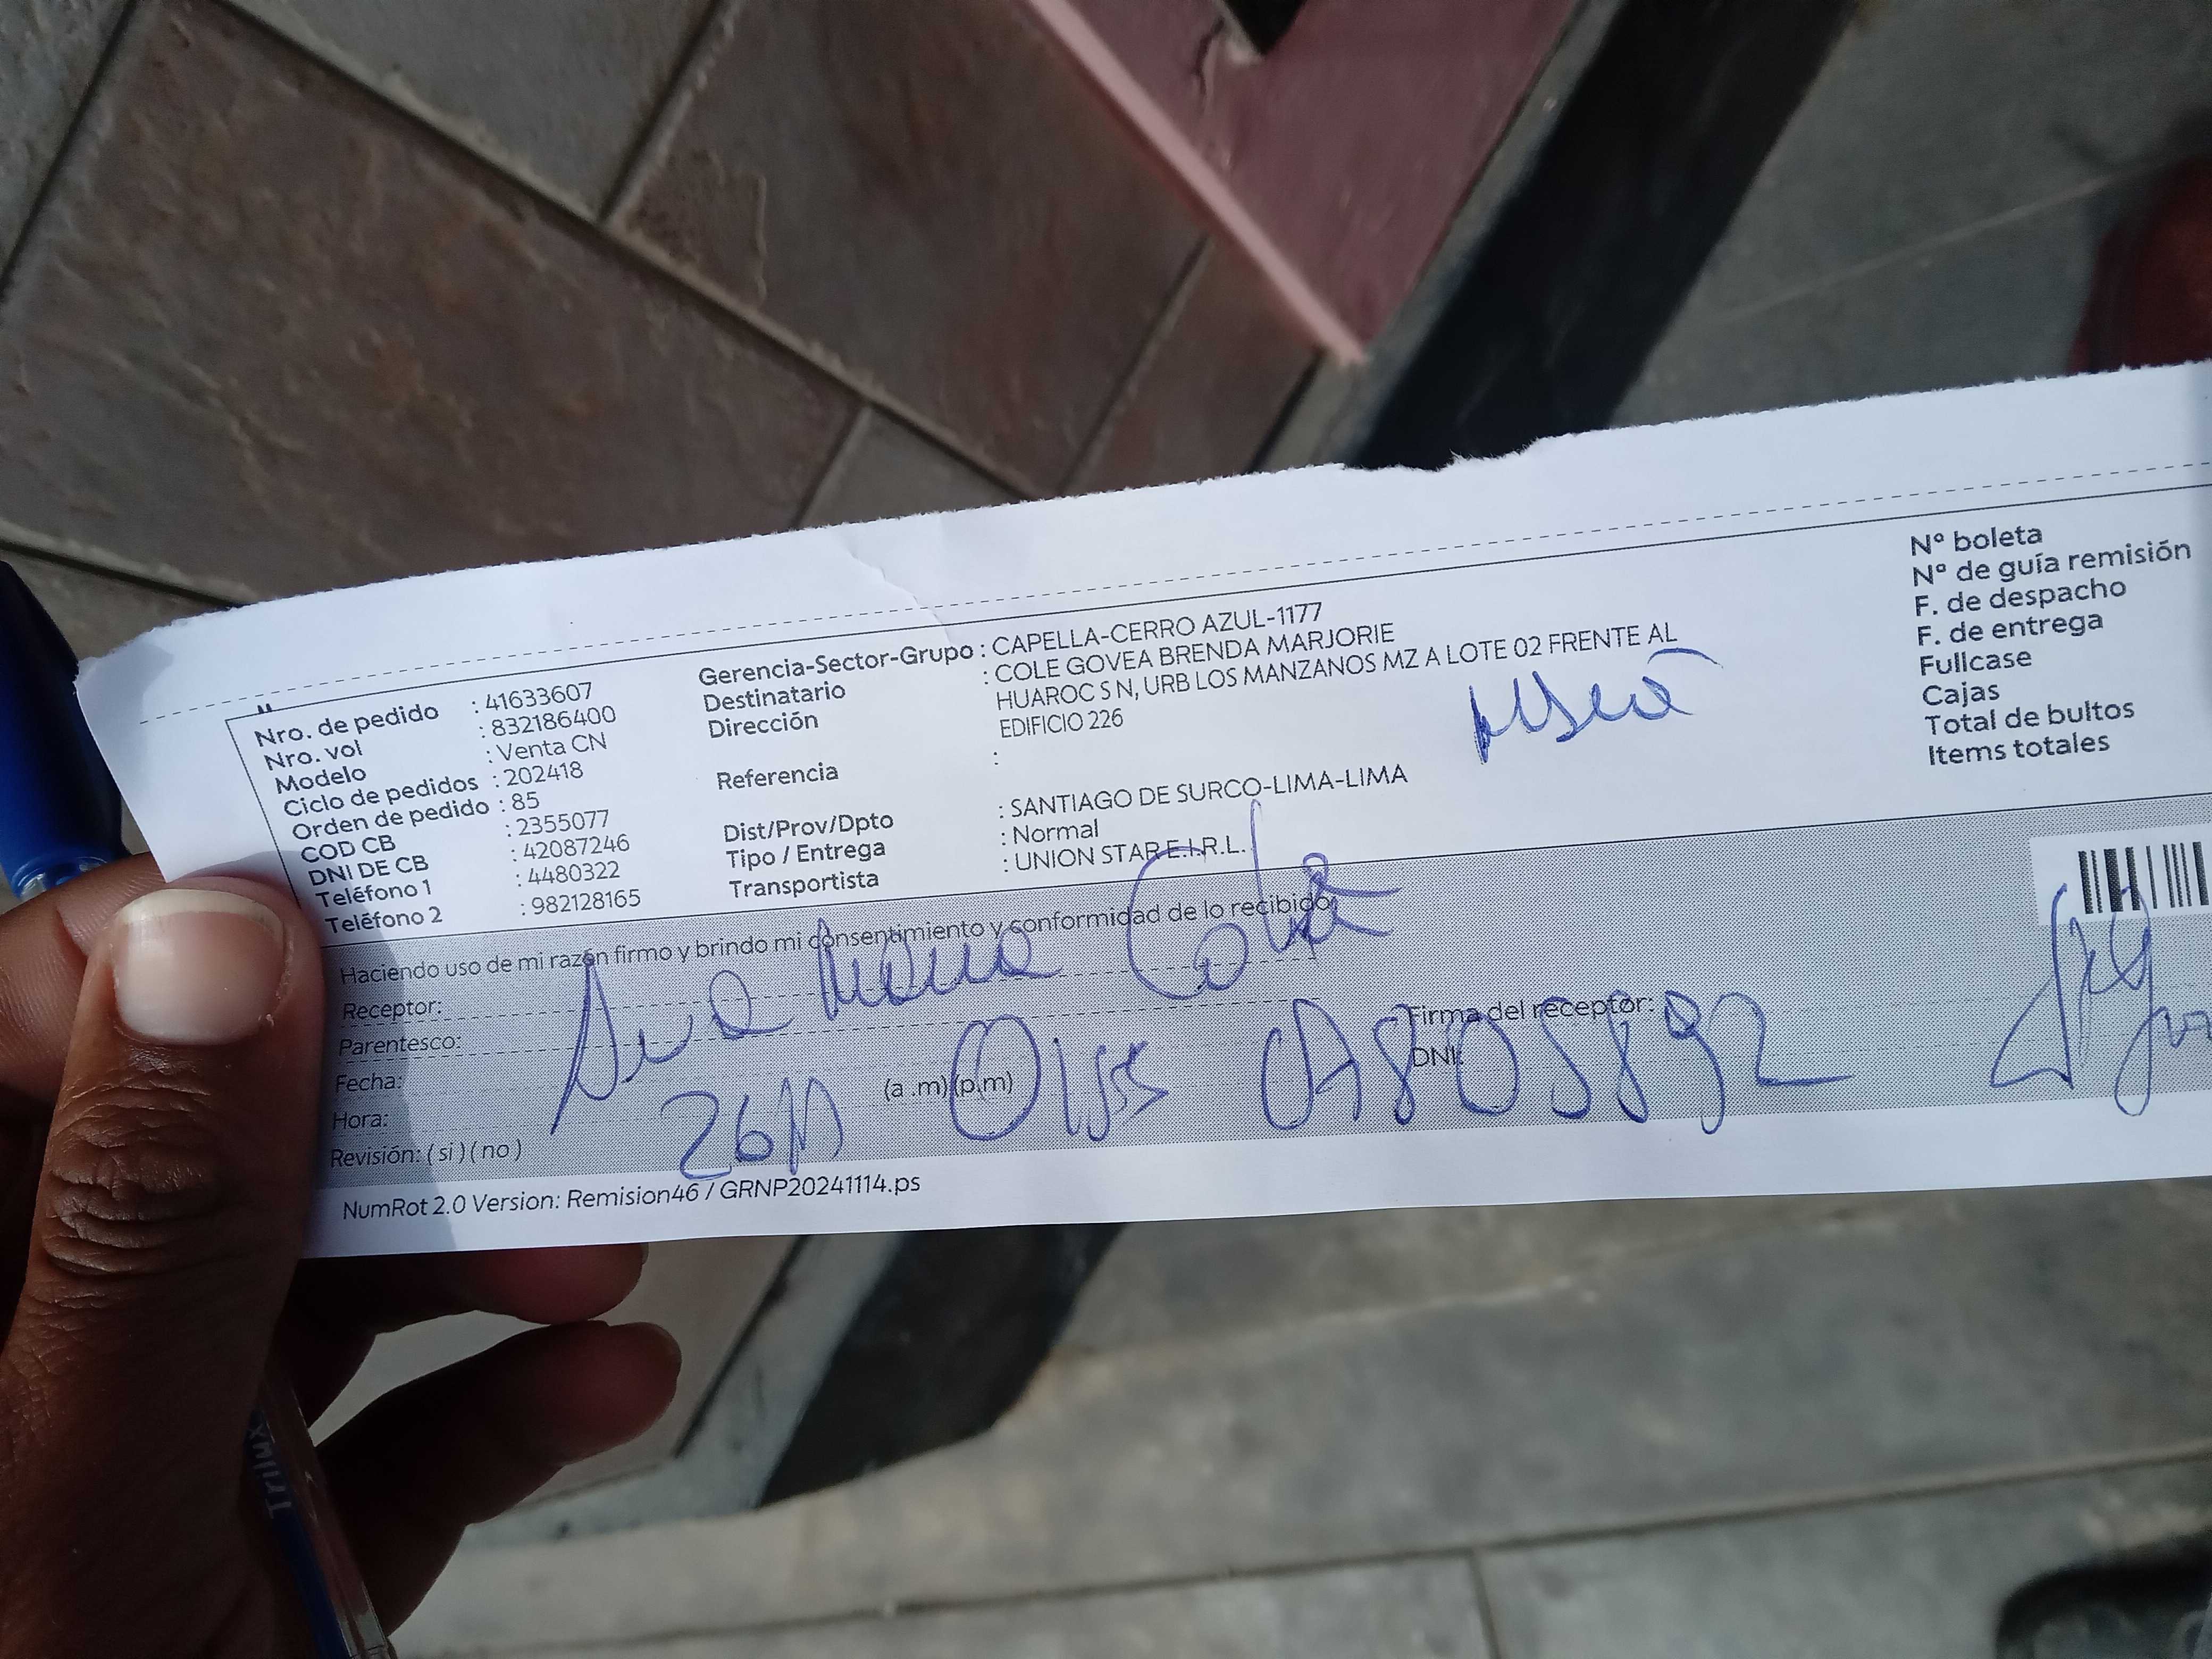 Nro. de pedido : 41633607
Nro. vol : 832186400
Modelo : Venta CN
Ciclo de pedidos : 202418
Orden de pedido : 85
COD CB : 2355077
DNI DE CB : 42087246
Teléfono 1 : 4480322
Teléfono 2 : 982128165
Gerencia-Sector-Grupo : CAPELLA-CERRO AZUL-1177
Destinatario : COLE GOVEA BRENDA MARJORIE
Dirección HUAROC S N, URB LOS MANZANOS MZ A LOTE 02 FRENTE AL
EDIFICIO 226
Referencia :
Dist/Prov/Dpto : SANTIAGO DE SURCO-LIMA-LIMA
Tipo / Entrega : Normal
Transportista : UNION STAR E.I.R.L.
N° boleta
N° de guía remisión
F. de despacho
F. de entrega
Fullcase
Cajas
Total de bultos
Items totales
Haciendo uso de mi razón firmo y brindo mi consentimiento y conformidad de lo recibido
Receptor: Ana Maria
Parentesco:
Fecha:
Hora: (a .m) (p.m)
Revisión: ( si ) ( no )
Firma del receptor:
DNI: 07805892
NumRot 2.0 Version: Remision46 / GRNP20241114.ps
Trilux